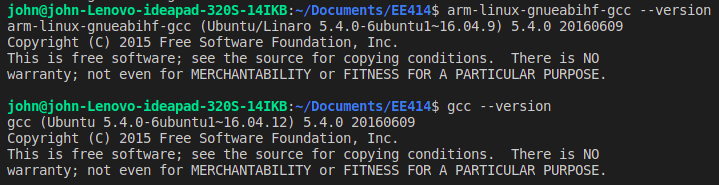 john@john-Lenovo-ideapad-320S-14IKB:~/Documents/EE414$ arm-linux-gnueabihf-gcc --version
arm-linux-gnueabihf-gcc (Ubuntu/Linaro 5.4.0-6ubuntu1~16.04.9) 5.4.0 20160609
Copyright (C) 2015 Free Software Foundation, Inc.
This is free software; see the source for copying conditions.  There is NO
warranty; not even for MERCHANTABILITY or FITNESS FOR A PARTICULAR PURPOSE.

john@john-Lenovo-ideapad-320S-14IKB:~/Documents/EE414$ gcc --version
gcc (Ubuntu 5.4.0-6ubuntu1~16.04.12) 5.4.0 20160609
Copyright (C) 2015 Free Software Foundation, Inc.
This is free software; see the source for copying conditions.  There is NO
warranty; not even for MERCHANTABILITY or FITNESS FOR A PARTICULAR PURPOSE.